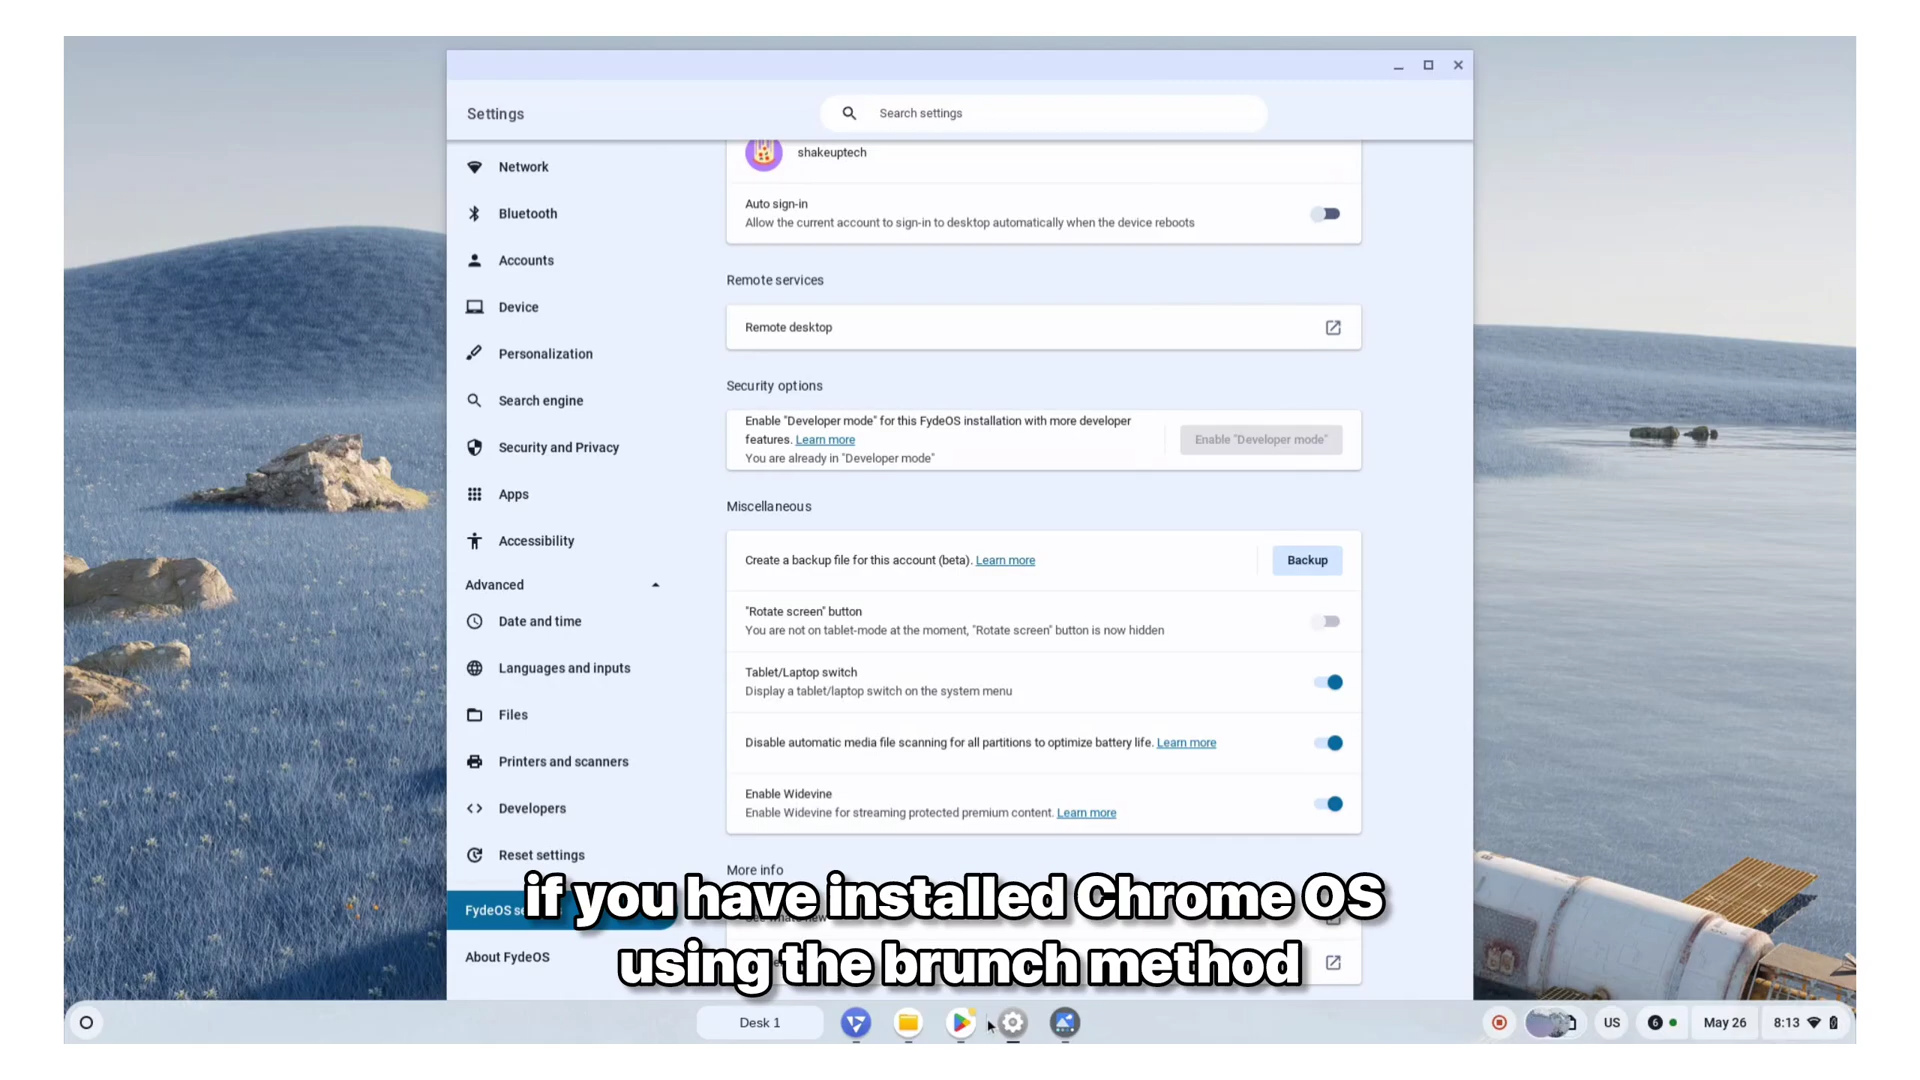 Settings
Search settings
Network
Bluetooth
Accounts
Device
Personalization
Search engine
Security and Privacy
Apps
Accessibility
Advanced
Date and time
Languages and inputs
Files
Printers and scanners
Developers
Reset settings
FydeOS se
About FydeOS
shakeuptech
Auto sign-in
Allow the current account to sign-in to desktop automatically when the device reboots
Remote services
Remote desktop
Security options
Enable "Developer mode" for this FydeOS installation with more developer
features. Learn more
You are already in "Developer mode"
Enable "Developer mode"
Miscellaneous
Create a backup file for this account (beta). Learn more
Backup
"Rotate screen" button
You are not on tablet-mode at the moment, "Rotate screen" button is now hidden
Tablet/Laptop switch
Display a tablet/laptop switch on the system menu
Disable automatic media file scanning for all partitions to optimize battery life. Learn more
Enable Widevine
Enable Widevine for streaming protected premium content. Learn more
More info
if you have installed Chrome OS
using the brunch method
Desk 1
US
6
May 26
8:13